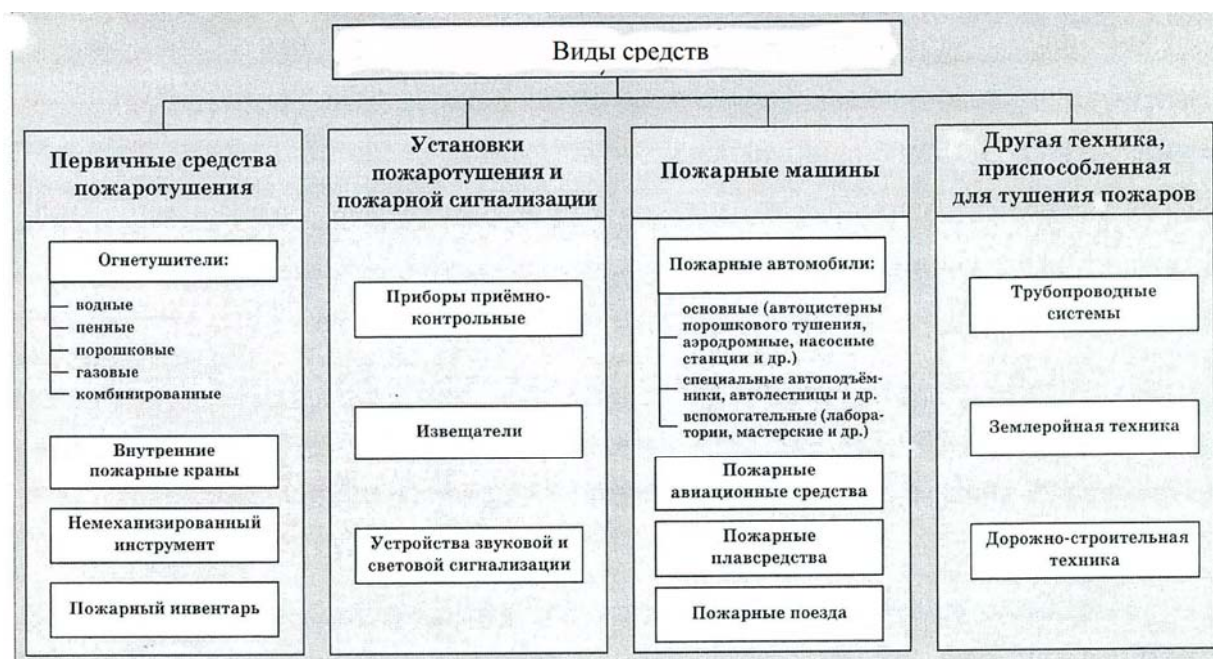 Виды средств
Первичные средства
пожаротушения
Огнетушители:
водные
пенные
порошковые
газовые
комбинированные
Внутренние
пожарные краны
Немеханизированный
инструмент
Пожарный инвентарь
Установки
пожаротушения и
пожарной сигнализации
Приборы приёмно-
контрольные
Извещатели
Устройства звуковой и
световой сигнализации
Пожарные машины
Пожарные автомобили:
основные (автоцистерны
порошкового тушения,
аэродромные, насосные
станции и др.)
специальные автоподъём-
ники, автолестницы и др.
вспомогательные (лабора-
тории, мастерские и др.)
Пожарные
авиационные средства
Пожарные
плавсредства
Пожарные поезда
Другая техника,
приспособленная
для тушения пожаров
Трубопроводные
системы
Землеройная техника
Дорожно-строительная
техника